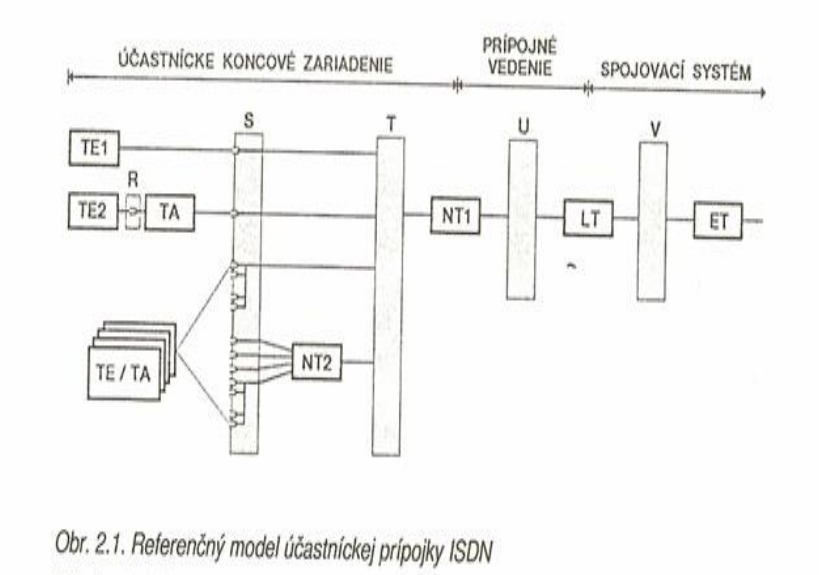 ÚČASTNÍCKE KONCOVÉ ZARIADENIE
PRÍPOJNÉ
VEDENIE
SPOJOVACÍ SYSTÉM
S
T
U
V
TE1
R
TE2
TA
NT1
LT
ET
TE / TA
NT2
Obr. 2.1. Referenčný model účastníckej prípojky ISDN